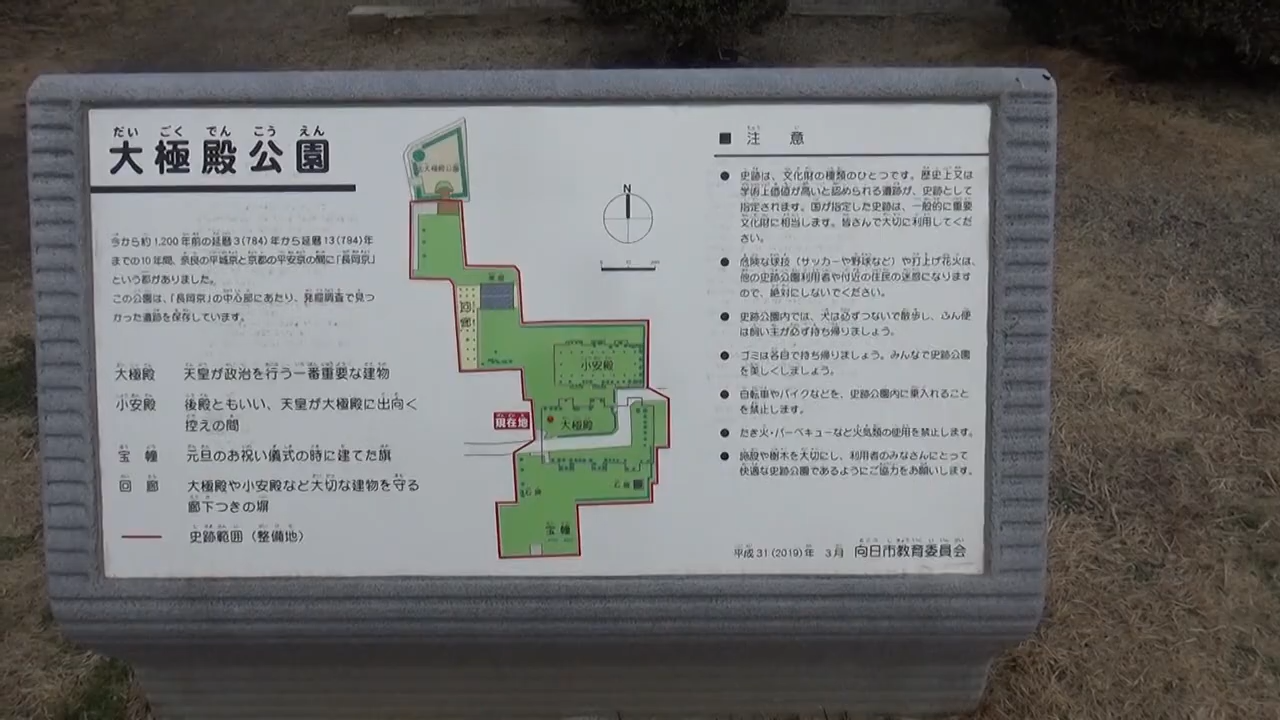 だい ごく でん こう えん
大極殿公園
今から約1,200年前の延暦3(784)年から延暦13(794)年
までの10年間、奈良の平城京と京都の平安京の間に「長岡京」
という都がありました。
この公園は、「長岡京」の中心部にあたり、発掘調査で見つ
かった遺跡を保存しています。
大極殿 天皇が政治を行う一番重要な建物
小安殿 後殿ともいい、天皇が大極殿に出向く
控えの間
宝幢 元旦のお祝い儀式の時に建てた旗
回廊 大極殿や小安殿など大切な建物を守る
廊下つきの塀
史跡範囲（整備地）
大極殿公園
N
回廊
小安殿
現在地
大極殿
宝幢
■ 注意
● 史跡は、文化財の種類のひとつです。歴史上又は
学術上価値が高いと認められる遺跡が、史跡として
指定されます。国が指定した史跡は、一般的に重要
文化財に相当します。皆さんで大切に利用してくだ
さい。
● 危険な球技（サッカーや野球など）や打上げ花火は、
他の史跡公園利用者や付近の住民の迷惑になります
ので、絶対にしないでください。
● 史跡公園内では、犬は必ずつないで散歩し、ふん便
は飼い主が必ず持ち帰りましょう。
● ゴミは各自で持ち帰りましょう。みんなで史跡公園
を美しくしましょう。
● 自転車やバイクなどを、史跡公園内に乗入れること
を禁止します。
● たき火・バーベキューなど火気類の使用を禁止します。
● 施設や樹木を大切にし、利用者のみなさんにとって
快適な史跡公園であるようにご協力をお願いします。
平成31(2019)年 3月 向日市教育委員会